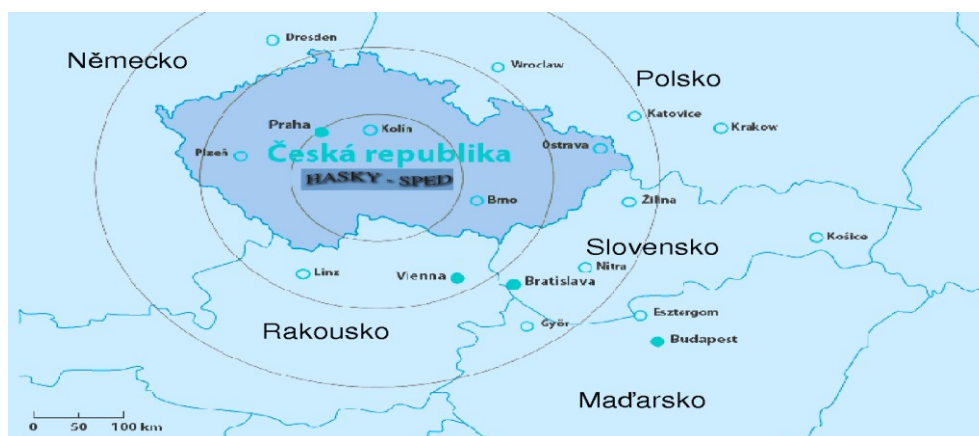 Dresden
Německo
Wroclaw
Polsko
Katovice
Krakow
Praha
Kolín
Ostrava
Plzeň
Česká republika
HASKY - SPED
Brno
Žilina
Slovensko
Košice
Linz
Vienna
Nitra
Bratislava
Rakousko
Györ
Esztergom
Budapest
Maďarsko
0 50 100 km